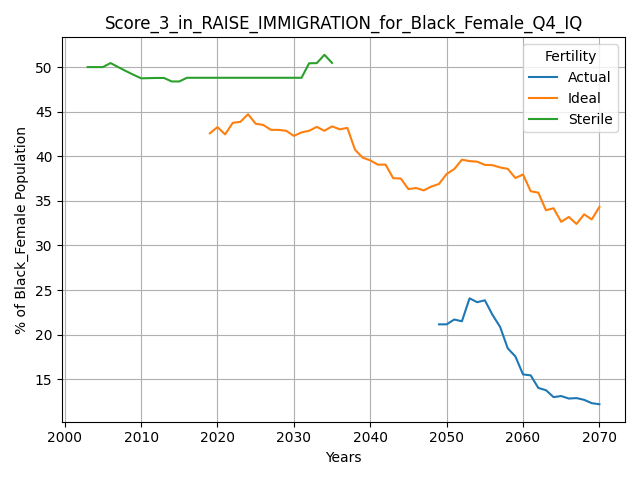 Score_3_in_RAISE_IMMIGRATION_for_Black_Female_Q4_IQ
% of Black_Female Population
50
45
40
35
30
25
20
15
Fertility
Actual
Ideal
Sterile
2000 2010 2020 2030 2040 2050 2060 2070
Years